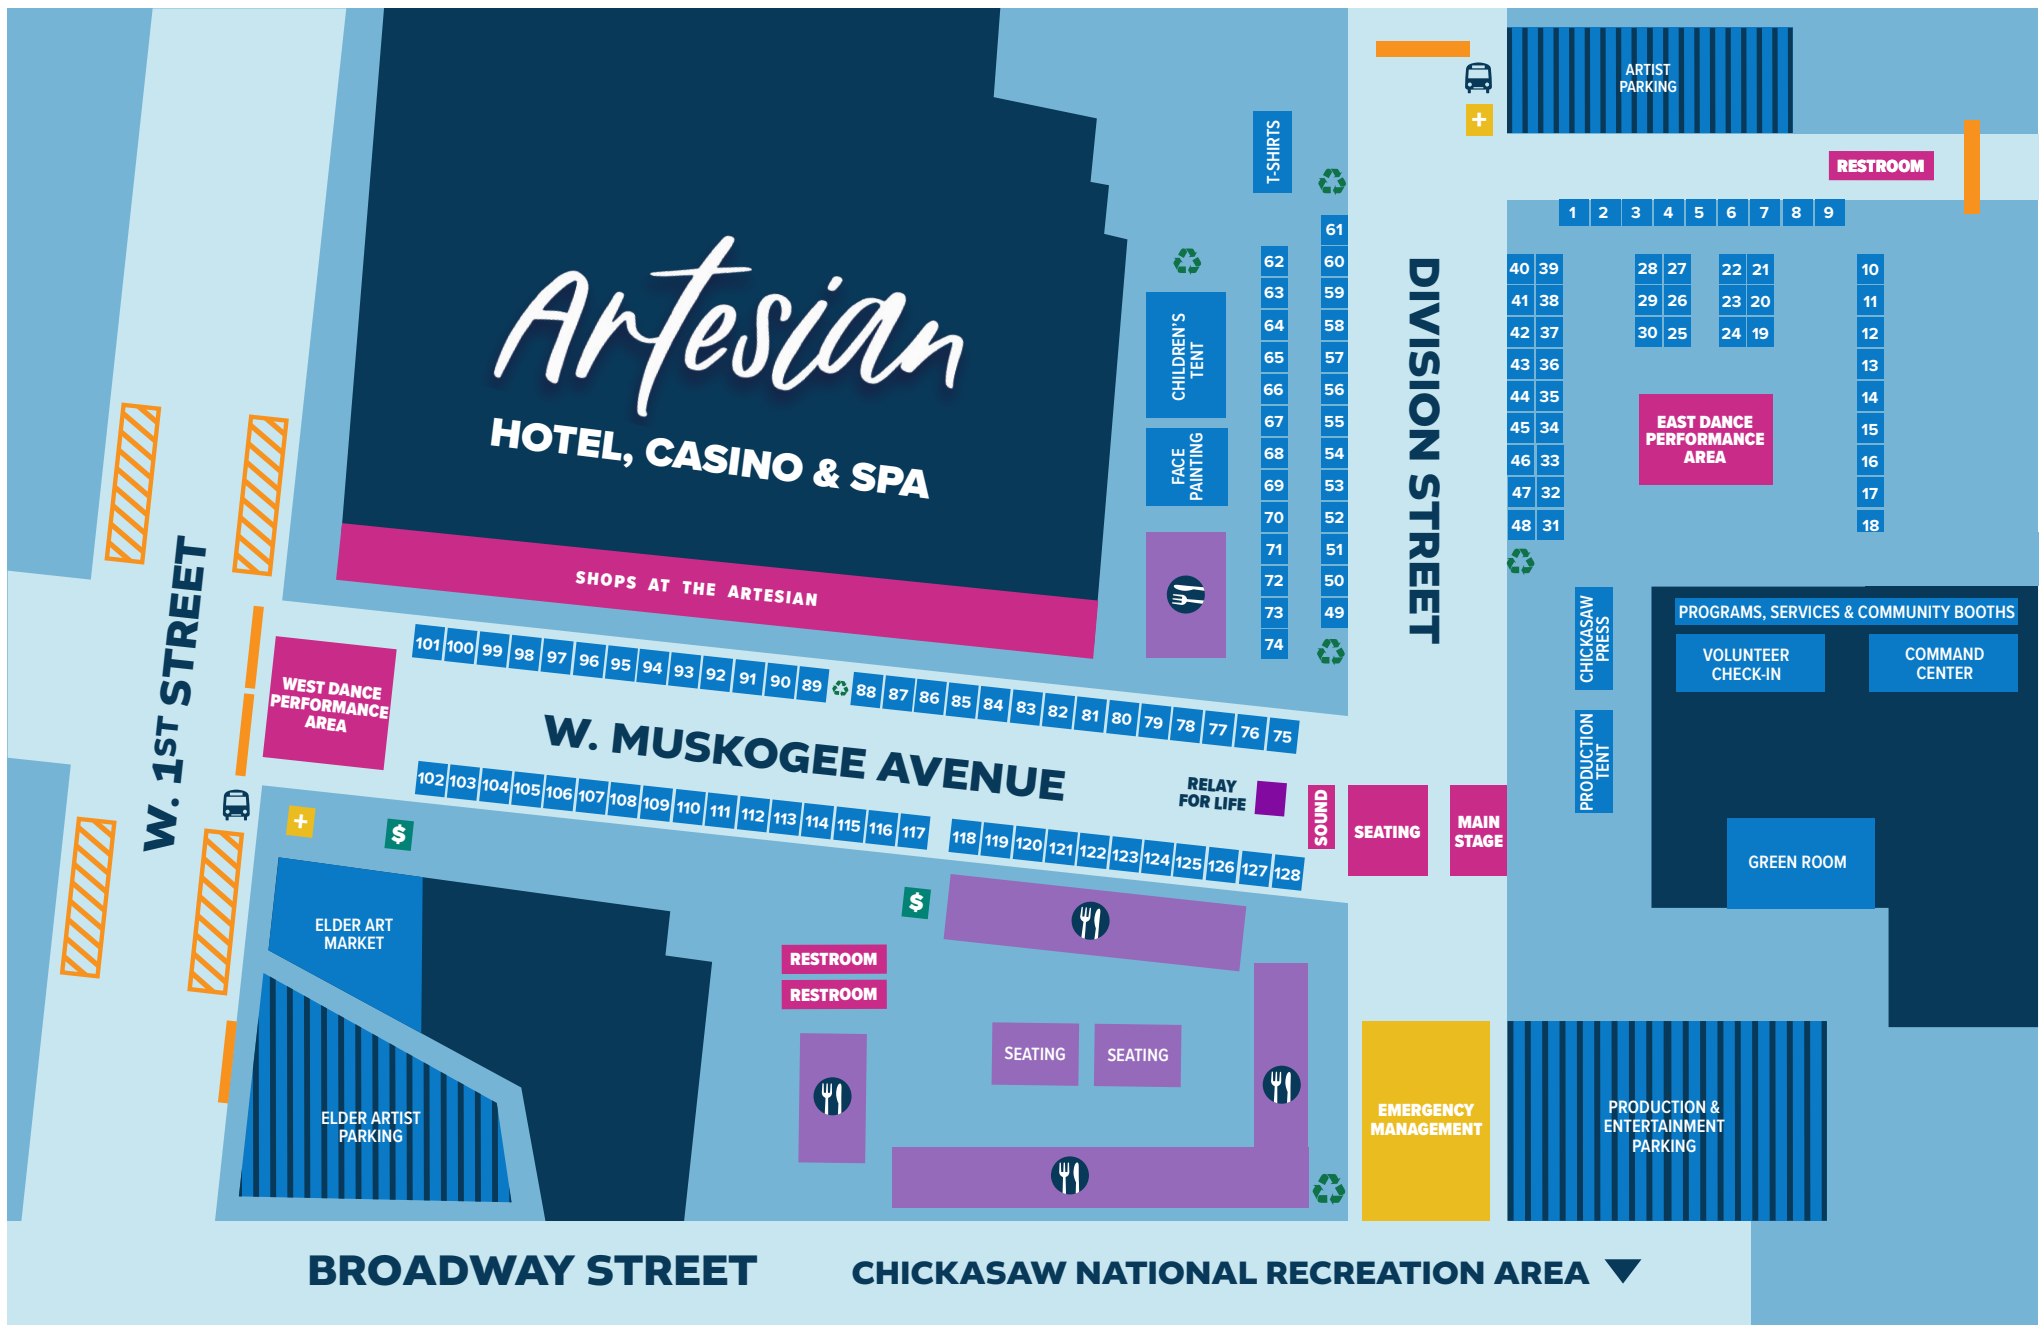 ARTIST
PARKING
RESTROOM
T-SHIRTS
1 2 3 4 5 6 7 8 9
Artesian
HOTEL, CASINO & SPA
SHOPS AT THE ARTESIAN
CHILDREN'S
TENT
FACE
PAINTING
62
63
64
65
66
67
68
69
70
71
72
73
74
61
60
59
58
57
56
55
54
53
52
51
50
49
DIVISION STREET
40 39
41 38
42 37
43 36
44 35
45 34
46 33
47 32
48 31
28 27
29 26
30 25
22 21
23 20
24 19
10
11
12
13
14
15
16
17
18
EAST DANCE
PERFORMANCE
AREA
W. 1ST STREET
WEST DANCE
PERFORMANCE
AREA
101 100 99 98 97 96 95 94 93 92 91 90 89 88 87 86 85 84 83 82 81 80 79 78 77 76 75
W. MUSKOGEE AVENUE
102 103 104 105 106 107 108 109 110 111 112 113 114 115 116 117 118 119 120 121 122 123 124 125 126 127 128
RELAY
FOR LIFE
SOUND
SEATING
MAIN
STAGE
CHICKASAW
PRESS
PRODUCTION
TENT
PROGRAMS, SERVICES & COMMUNITY BOOTHS
VOLUNTEER
CHECK-IN
COMMAND
CENTER
GREEN ROOM
+
$
+
$
ELDER ART
MARKET
ELDER ARTIST
PARKING
RESTROOM
RESTROOM
SEATING
SEATING
EMERGENCY
MANAGEMENT
PRODUCTION &
ENTERTAINMENT
PARKING
BROADWAY STREET
CHICKASAW NATIONAL RECREATION AREA